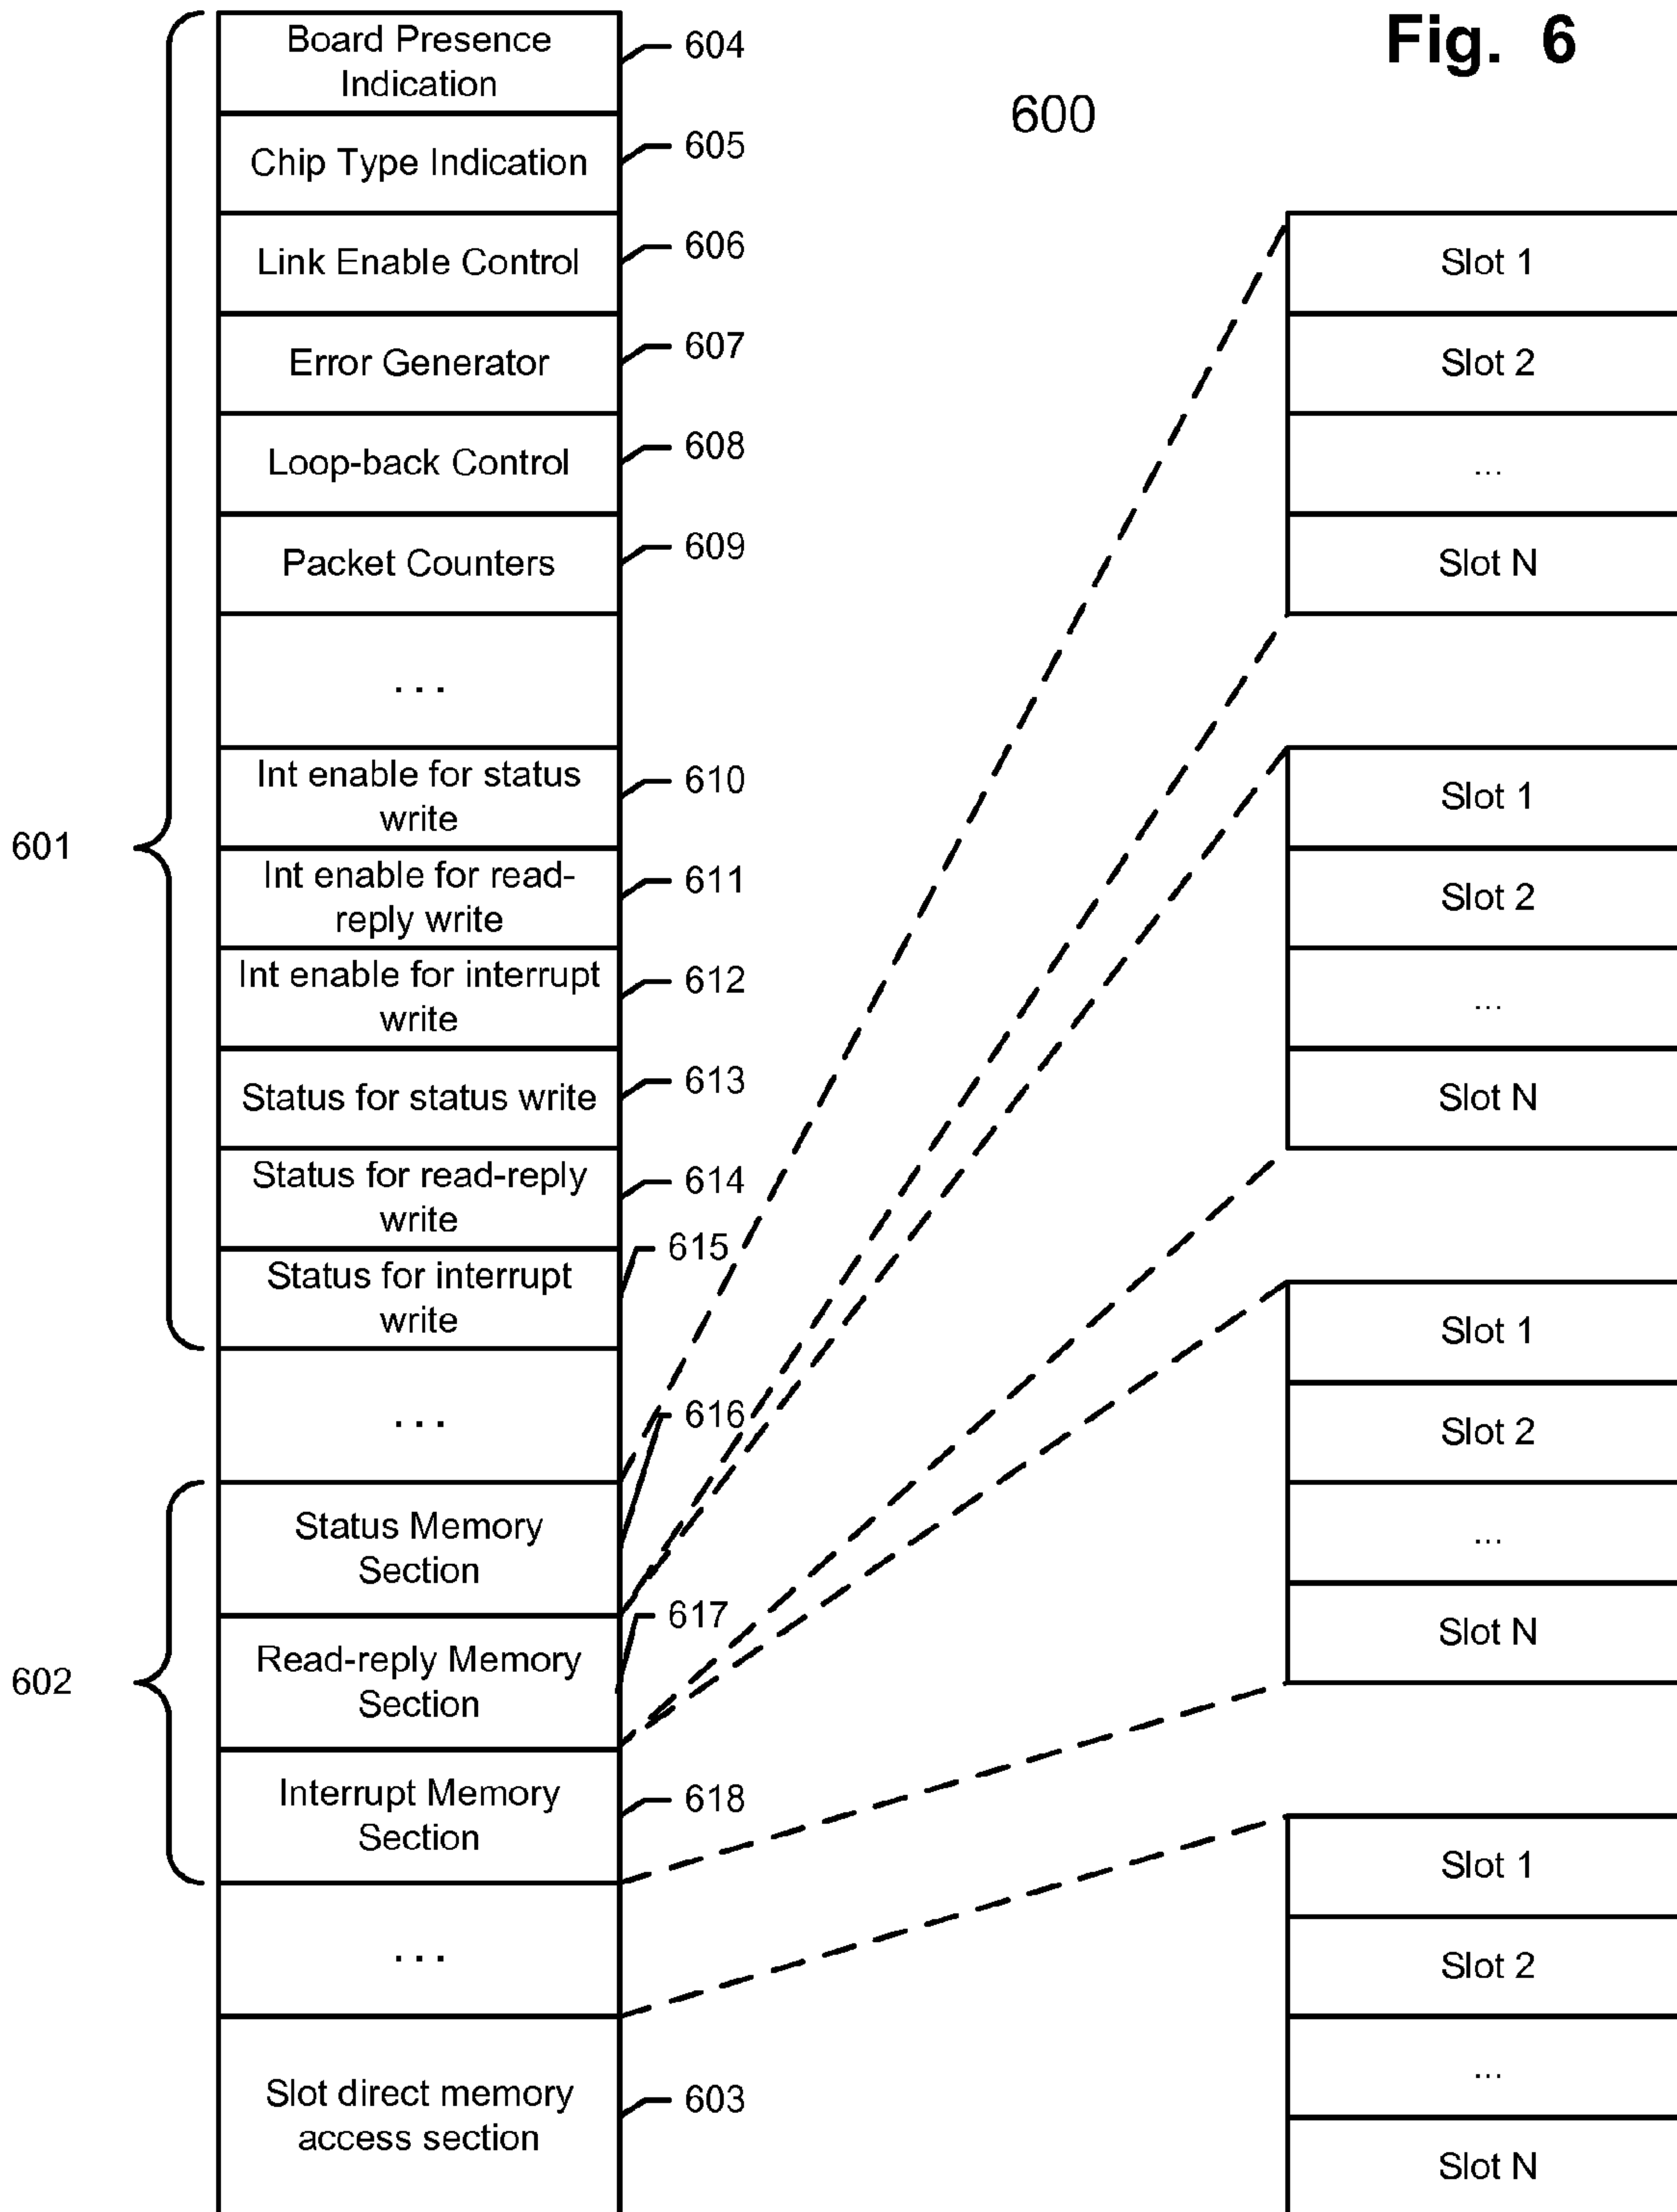 Fig. 6
600
Board Presence
Indication
604
Chip Type Indication
605
Link Enable Control
606
Error Generator
607
Loop-back Control
608
Packet Counters
609
. . .
Int enable for status
write
610
Int enable for read-
reply write
611
Int enable for interrupt
write
612
Status for status write
613
Status for read-reply
write
614
Status for interrupt
write
615
601
. . .
Status Memory
Section
616
Read-reply Memory
Section
617
Interrupt Memory
Section
618
602
. . .
Slot direct memory
access section
603
Slot 1
Slot 2
...
Slot N
Slot 1
Slot 2
...
Slot N
Slot 1
Slot 2
...
Slot N
Slot 1
Slot 2
...
Slot N